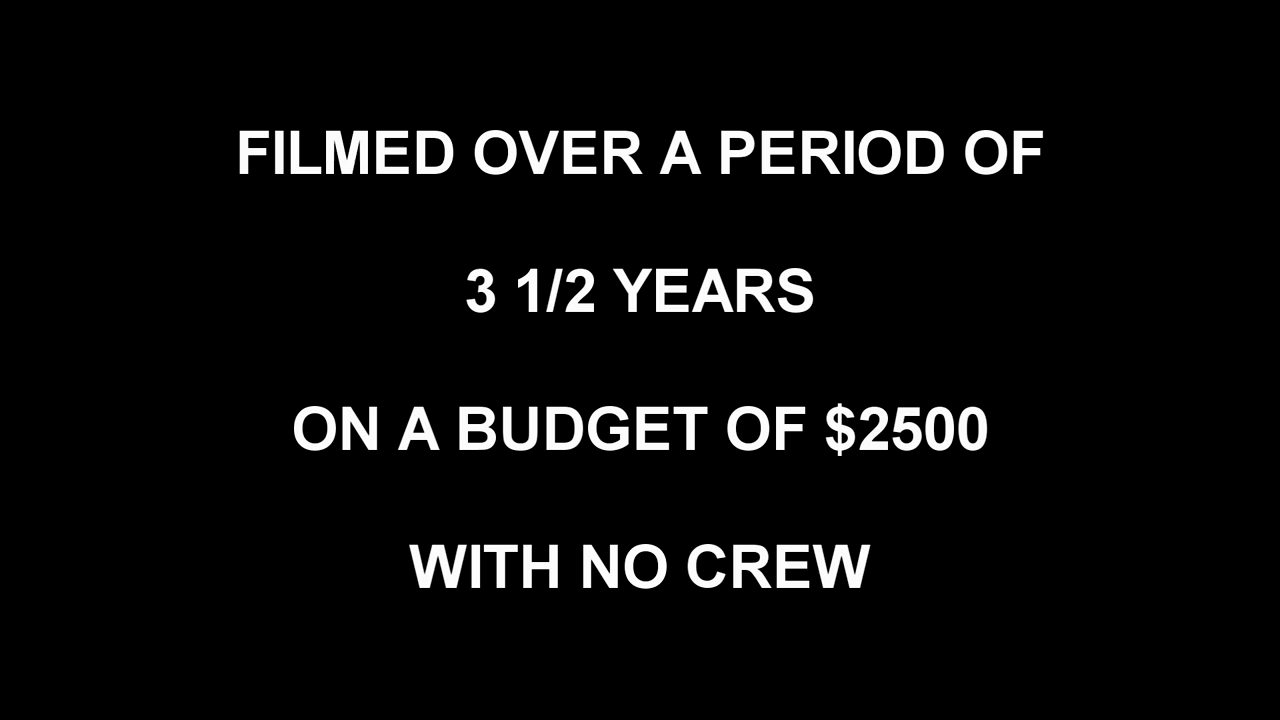 FILMED OVER A PERIOD OF
3 1/2 YEARS
ON A BUDGET OF $2500
WITH NO CREW